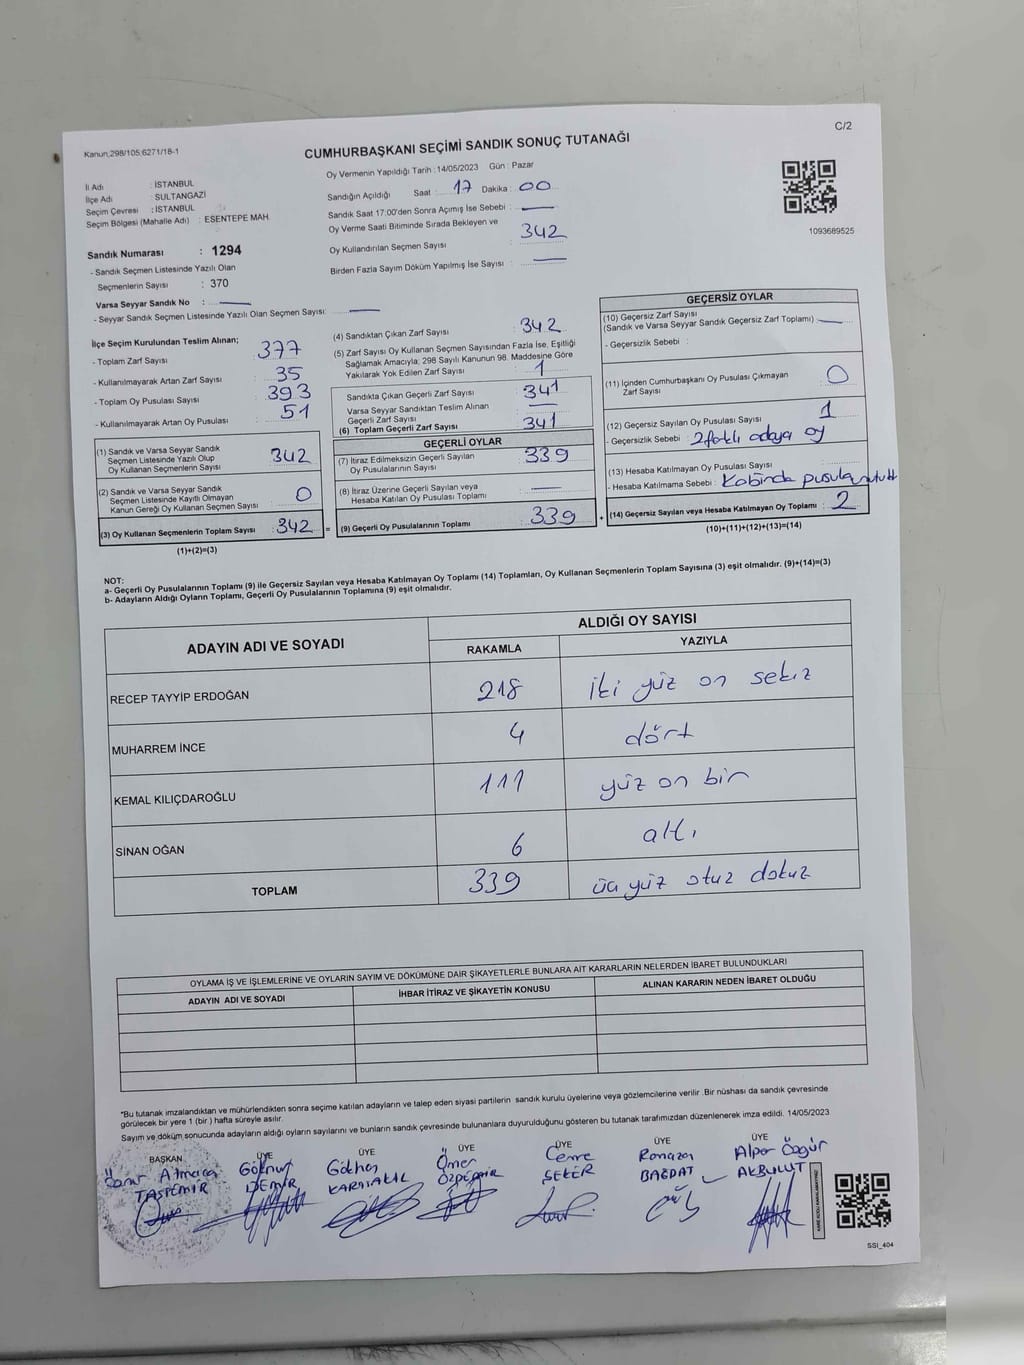 Kanun,298/105,6271/18-1
C/2
CUMHURBAŞKANI SEÇİMİ SANDIK SONUÇ TUTANAĞI
İl Adı : İSTANBUL
İlçe Adı : SULTANGAZİ
Seçim Çevresi : İSTANBUL
Seçim Bölgesi (Mahalle Adı) : ESENTEPE MAH.
Sandık Numarası : 1294
- Sandık Seçmen Listesinde Yazılı Olan
Seçmenlerin Sayısı : 370
Varsa Seyyar Sandık No :
- Seyyar Sandık Seçmen Listesinde Yazılı Olan Seçmen Sayısı:
Oy Vermenin Yapıldığı Tarih : 14/05/2023 Gün : Pazar
Sandığın Açıldığı Saat : 17 Dakika : 00
Sandık Saat 17:00'den Sonra Açımış İse Sebebi :
Oy Verme Saati Bitiminde Sırada Bekleyen ve
Oy Kullandırılan Seçmen Sayısı 342
Birden Fazla Sayım Döküm Yapılmış İse Sayısı :
1093689525
İlçe Seçim Kurulundan Teslim Alınan;
- Toplam Zarf Sayısı : 377
- Kullanılmayarak Artan Zarf Sayısı : 35
- Toplam Oy Pusulası Sayısı : 393
- Kullanılmayarak Artan Oy Pusulası : 51
(1) Sandık ve Varsa Seyyar Sandık
Seçmen Listesinde Yazılı Olup
Oy Kullanan Seçmenlerin Sayısı : 342
(2) Sandık ve Varsa Seyyar Sandık
Seçmen Listesinde Kayıtlı Olmayan
Kanun Gereği Oy Kullanan Seçmen Sayısı : 0
(3) Oy Kullanan Seçmenlerin Toplam Sayısı : 342 =
(1)+(2)=(3)
(4) Sandıktan Çıkan Zarf Sayısı : 342
(5) Zarf Sayısı Oy Kullanan Seçmen Sayısından Fazla İse, Eşitliği
Sağlamak Amacıyla; 298 Sayılı Kanunun 98. Maddesine Göre
Yakılarak Yok Edilen Zarf Sayısı : 1
Sandıkta Çıkan Geçerli Zarf Sayısı : 341
Varsa Seyyar Sandıktan Teslim Alınan
Geçerli Zarf Sayısı
(6) Toplam Geçerli Zarf Sayısı : 341
GEÇERLİ OYLAR
(7) İtiraz Edilmeksizin Geçerli Sayılan
Oy Pusulalarının Sayısı : 339
(8) İtiraz Üzerine Geçerli Sayılan veya
Hesaba Katılan Oy Pusulası Toplamı :
(9) Geçerli Oy Pusulalarının Toplamı : 339 +
GEÇERSİZ OYLAR
(10) Geçersiz Zarf Sayısı
(Sandık ve Varsa Seyyar Sandık Geçersiz Zarf Toplamı) :
- Geçersizlik Sebebi :
(11) İçinden Cumhurbaşkanı Oy Pusulası Çıkmayan
Zarf Sayısı : 0
(12) Geçersiz Sayılan Oy Pusulası Sayısı : 1
- Geçersizlik Sebebi : 2 farklı adaya oy
(13) Hesaba Katılmayan Oy Pusulası Sayısı
- Hesaba Katılmama Sebebi : Kabinde pusula
(14) Geçersiz Sayılan veya Hesaba Katılmayan Oy Toplamı : 2
(10)+(11)+(12)+(13)=(14)
NOT:
a- Geçerli Oy Pusulalarının Toplamı (9) ile Geçersiz Sayılan veya Hesaba Katılmayan Oy Toplamı (14) Toplamları, Oy Kullanan Seçmenlerin Toplam Sayısına (3) eşit olmalıdır. (9)+(14)=(3)
b- Adayların Aldığı Oyların Toplamı, Geçerli Oy Pusulalarının Toplamına (9) eşit olmalıdır.
ADAYIN ADI VE SOYADI
ALDIĞI OY SAYISI
RAKAMLA YAZIYLA
RECEP TAYYİP ERDOĞAN 218 iki yüz on sekiz
MUHARREM İNCE 4 dört
KEMAL KILIÇDAROĞLU 111 yüz on bir
SİNAN OĞAN 6 altı
TOPLAM 339 üç yüz otuz dokuz
OYLAMA İŞ VE İŞLEMLERİNE VE OYLARIN SAYIM VE DÖKÜMÜNE DAİR ŞİKAYETLERLE BUNLARA AİT KARARLARIN NELERDEN İBARET BULUNDUKLARI
ADAYIN ADI VE SOYADI İHBAR İTİRAZ VE ŞİKAYETİN KONUSU ALINAN KARARIN NEDEN İBARET OLDUĞU
*Bu tutanak imzalandıktan ve mühürlendikten sonra seçime katılan adayların ve talep eden siyasi partilerin sandık kurulu üyelerine veya gözlemcilerine verilir .Bir nüshası da sandık çevresinde
görülecek bir yere 1 (bir ) hafta süreyle asılır.
Sayım ve döküm sonucunda adayların aldığı oyların sayılarını ve bunların sandık çevresinde bulunanlara duyurulduğunu gösteren bu tutanak tarafımızdan düzenlenerek imza edildi. 14/05/2023
BAŞKAN ÜYE ÜYE ÜYE ÜYE ÜYE ÜYE
Gökhan Ömer Cemre Ramazan Alper Özgür
TAŞDEMİR DEMİR ÖZDEMİR ŞEKER BAĞDAT AKBULUT
SSI_404